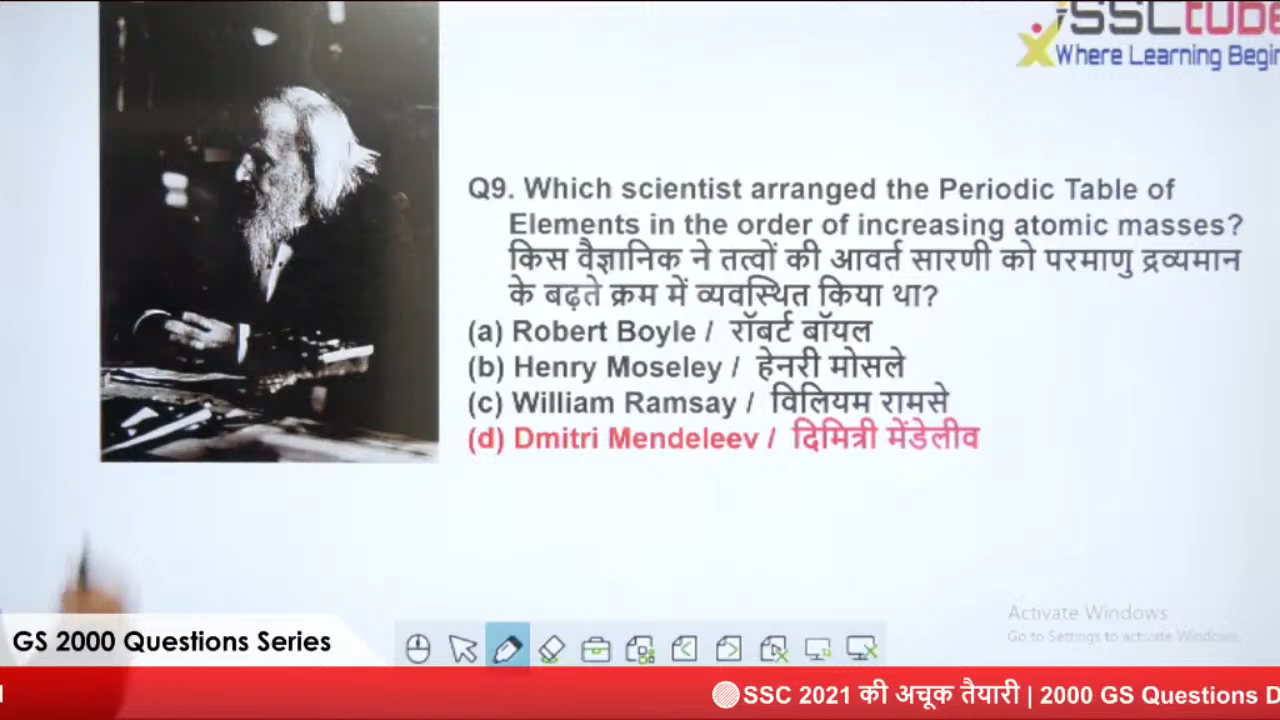 SSCtube
Where Learning Begin
Q9. Which scientist arranged the Periodic Table of
Elements in the order of increasing atomic masses?
किस वैज्ञानिक ने तत्वों की आवर्त सारणी को परमाणु द्रव्यमान
के बढ़ते क्रम में व्यवस्थित किया था?
(a) Robert Boyle / रॉबर्ट बॉयल
(b) Henry Moseley / हेनरी मोसले
(c) William Ramsay / विलियम रामसे
(d) Dmitri Mendeleev / दिमित्री मेंडेलीव
Activate Windows
Go to Settings to activate Windows.
GS 2000 Questions Series
SSC 2021 की अचूक तैयारी | 2000 GS Questions D